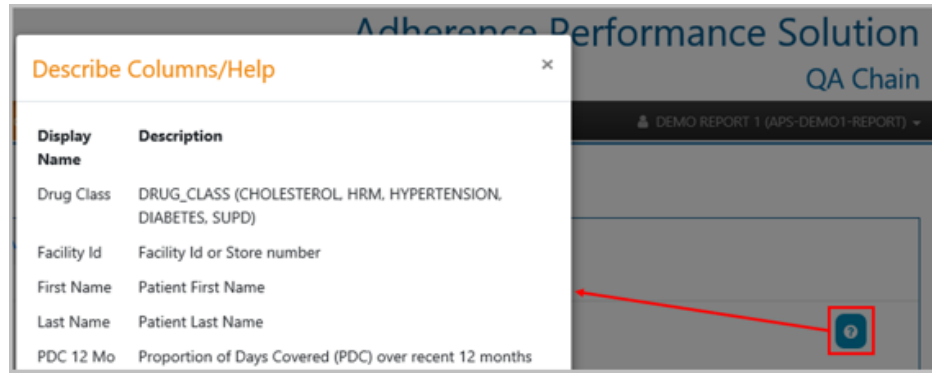 Adherence Performance Solution
QA Chain
DEMO REPORT 1 (APS-DEMO1-REPORT)
Describe Columns/Help ×
Display Name Description
Drug Class DRUG_CLASS (CHOLESTEROL, HRM, HYPERTENSION,
DIABETES, SUPD)
Facility Id Facility Id or Store number
First Name Patient First Name
Last Name Patient Last Name
PDC 12 Mo Proportion of Days Covered (PDC) over recent 12 months